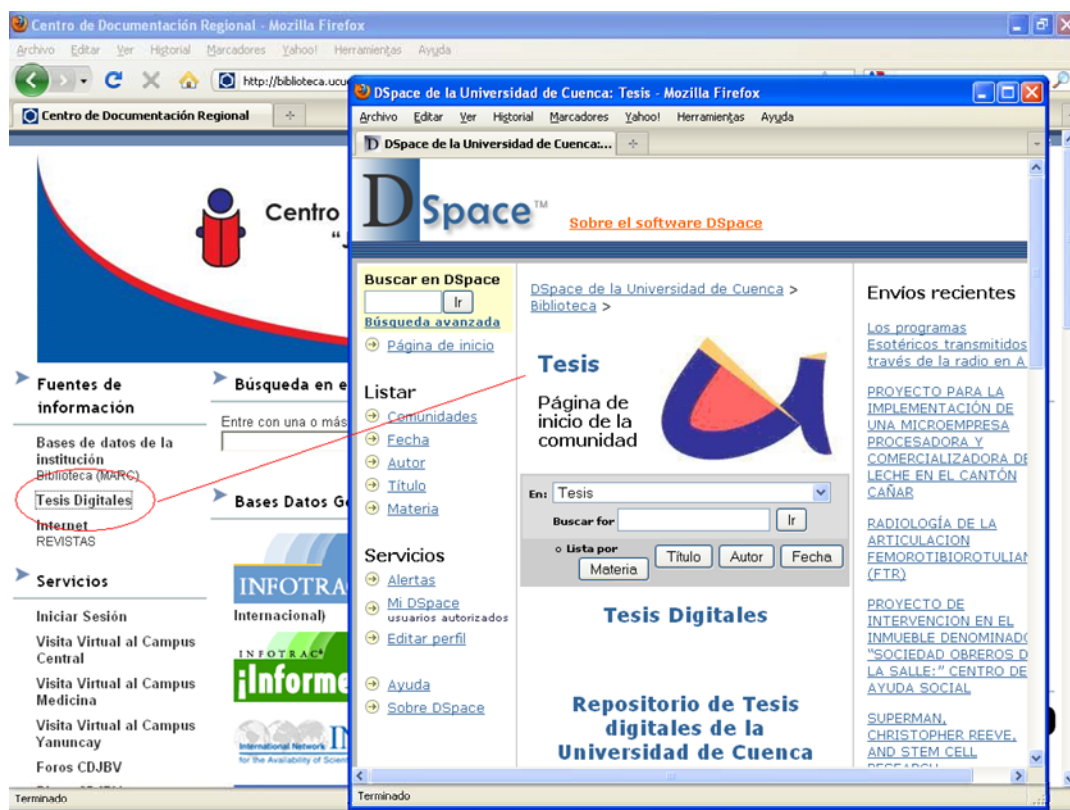 Centro de Documentación Regional - Mozilla Firefox
Archivo Editar Ver Historial Marcadores Yahoo! Herramientas Ayuda
http://biblioteca.ucue
Centro de Documentación Regional
Centro
"J
Fuentes de
información
Bases de datos de la
institución
Biblioteca (MARC)
Tesis Digitales
Internet
REVISTAS
Servicios
Iniciar Sesión
Visita Virtual al Campus
Central
Visita Virtual al Campus
Medicina
Visita Virtual al Campus
Yanuncay
Foros CDJBV
Terminado
Búsqueda en e
Entre con una o más
Bases Datos Ge
INFOTRA
Internacional)
INFOTRAC
¡Informe
International Network
for the Availability of Scien
DSpace de la Universidad de Cuenca: Tesis - Mozilla Firefox
Archivo Editar Ver Historial Marcadores Yahoo! Herramientas Ayuda
DSpace de la Universidad de Cuenca:...
DSpace™
Sobre el software DSpace
Buscar en DSpace
Ir
Búsqueda avanzada
Página de inicio
Listar
Comunidades
Fecha
Autor
Título
Materia
Servicios
Alertas
Mi DSpace
usuarios autorizados
Editar perfil
Ayuda
Sobre DSpace
DSpace de la Universidad de Cuenca >
Biblioteca >
Tesis
Página de
inicio de la
comunidad
En: Tesis
Buscar for Ir
Lista por
Materia Título Autor Fecha
Tesis Digitales
Repositorio de Tesis
digitales de la
Universidad de Cuenca
Envíos recientes
Los programas
Esotéricos transmitidos
través de la radio en A
PROYECTO PARA LA
IMPLEMENTACIÓN DE
UNA MICROEMPRESA
PROCESADORA Y
COMERCIALIZADORA DE
LECHE EN EL CANTÓN
CAÑAR
RADIOLOGÍA DE LA
ARTICULACION
FEMOROTIBIOROTULIAN
(FTR)
PROYECTO DE
INTERVENCION EN EL
INMUEBLE DENOMINADO
"SOCIEDAD OBREROS D
LA SALLE:" CENTRO DE
AYUDA SOCIAL
SUPERMAN,
CHRISTOPHER REEVE,
AND STEM CELL
Terminado